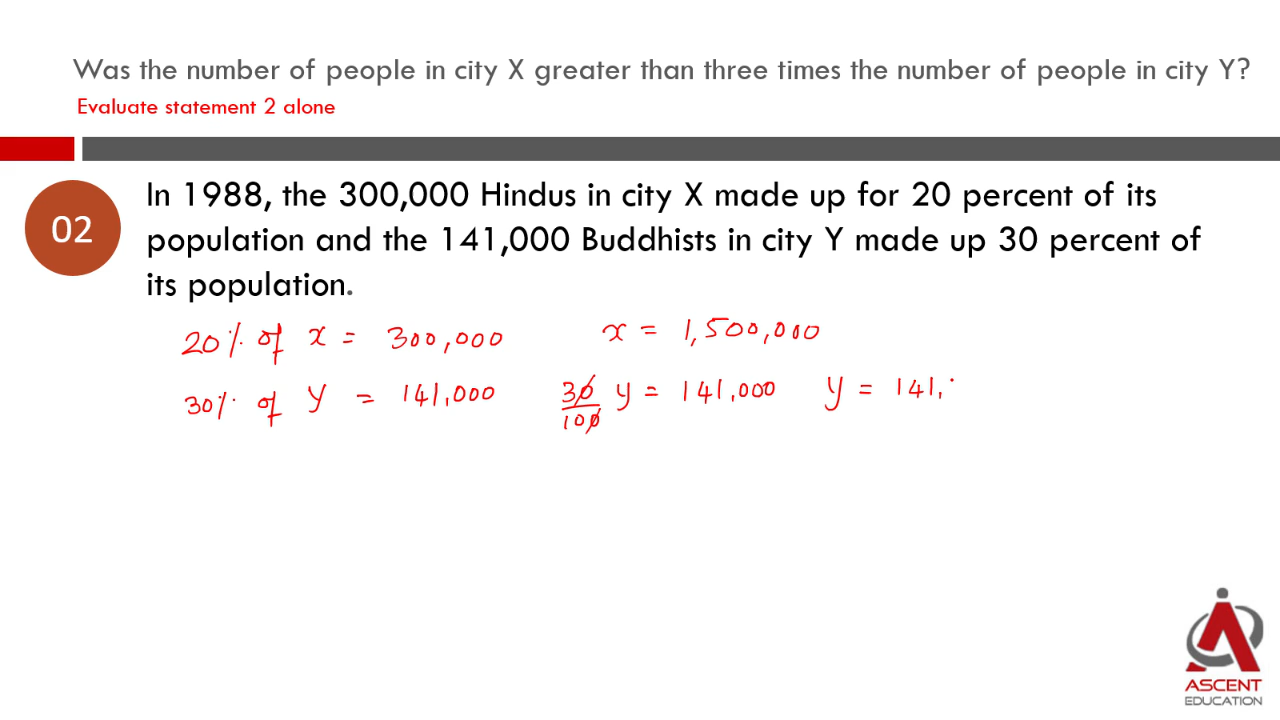 Was the number of people in city X greater than three times the number of people in city Y?
Evaluate statement 2 alone
02
In 1988, the 300,000 Hindus in city X made up for 20 percent of its
population and the 141,000 Buddhists in city Y made up 30 percent of
its population.
20% of x = 300,000 x = 1,500,000
30% of Y = 141,000 30/100 y = 141,000 y = 141,
ASCENT
EDUCATION